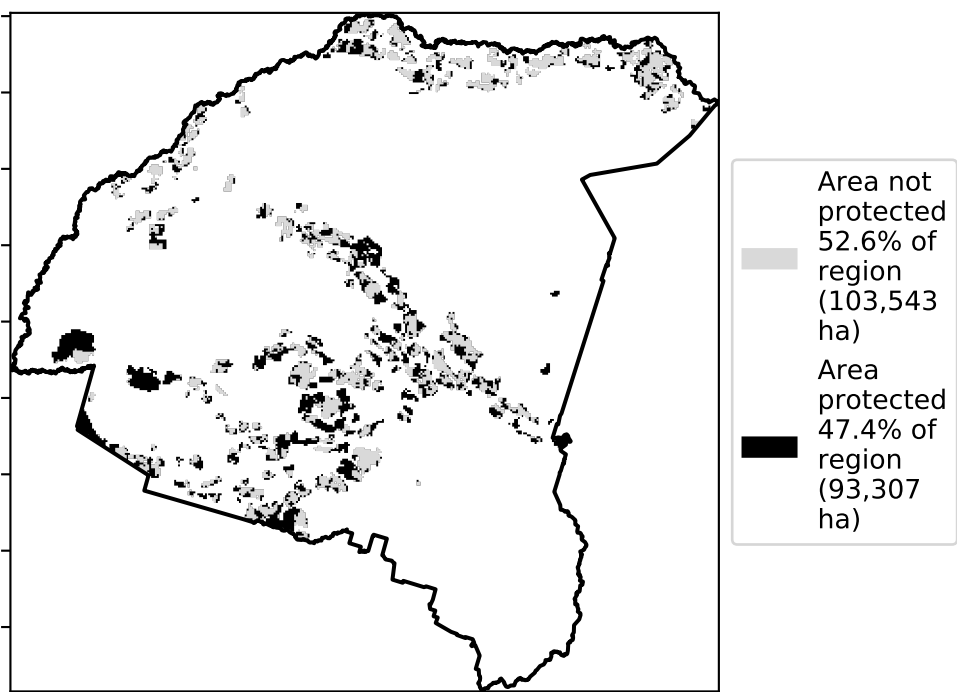 Area not
protected
52.6% of
region
(103,543
ha)
Area
protected
47.4% of
region
(93,307
ha)